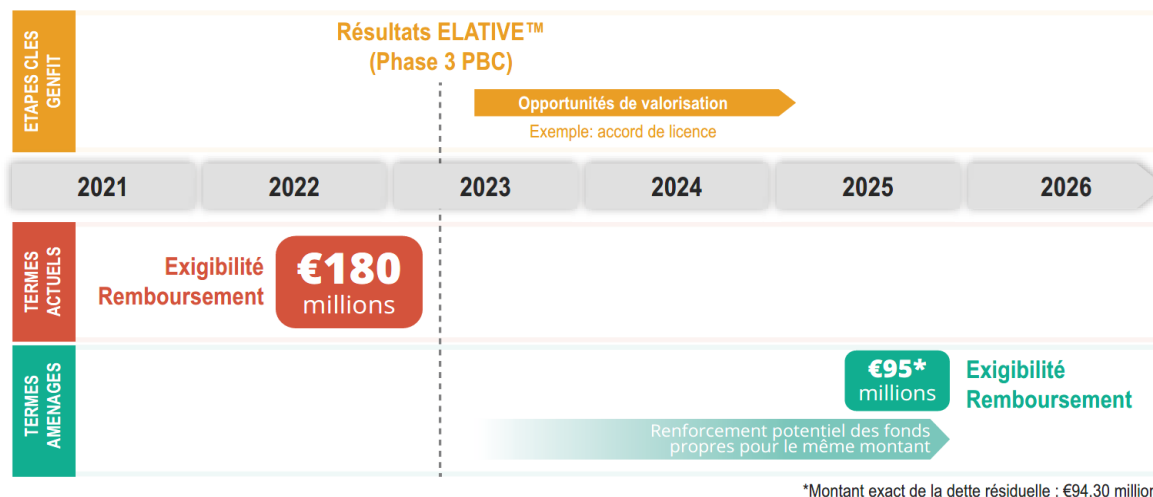 ETAPES CLES
GENFIT
Résultats ELATIVE™
(Phase 3 PBC)
Opportunités de valorisation
Exemple: accord de licence
2021
2022
2023
2024
2025
2026
TERMES
ACTUELS
Exigibilité
Remboursement
€180
millions
TERMES
AMENAGES
€95*
millions
Exigibilité
Remboursement
Renforcement potentiel des fonds
propres pour le même montant
*Montant exact de la dette résiduelle : €94,30 million